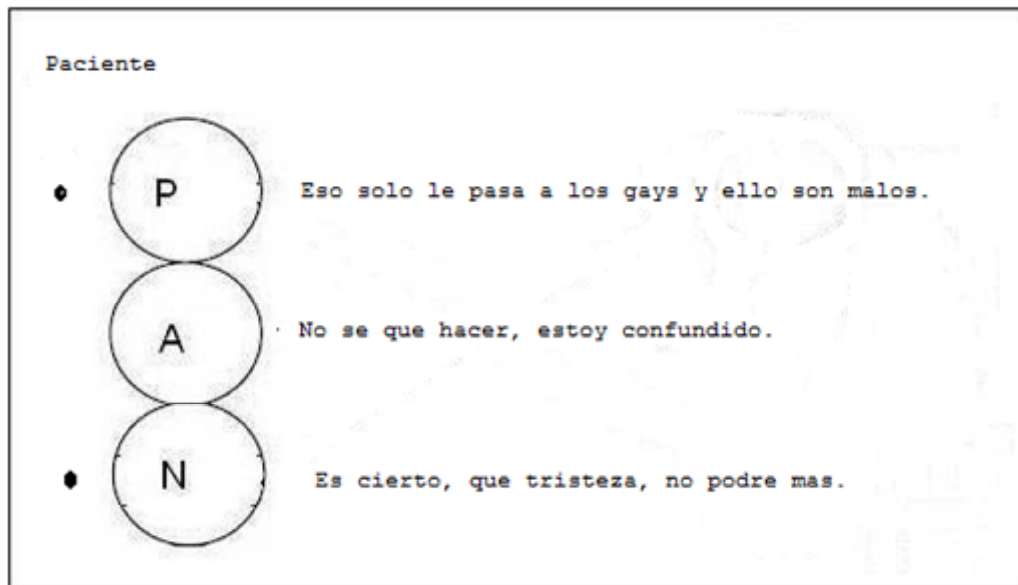 Paciente
P Eso solo le pasa a los gays y ello son malos.
A No se que hacer, estoy confundido.
N Es cierto, que tristeza, no podre mas.